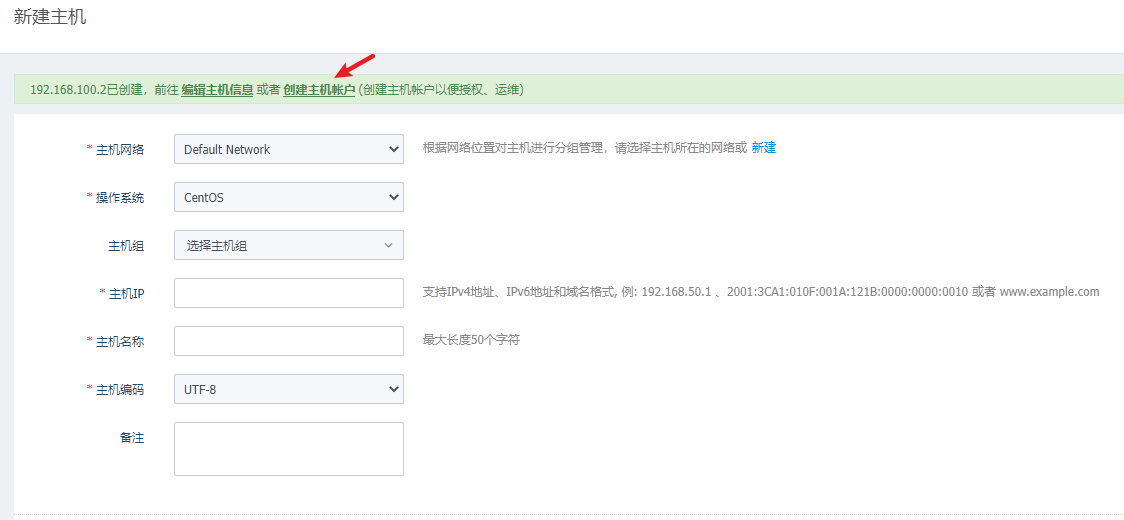 新建主机
192.168.100.2已创建，前往 编辑主机信息 或者 创建主机帐户 (创建主机帐户以便授权、运维)
* 主机网络 Default Network 根据网络位置对主机进行分组管理，请选择主机所在的网络或 新建
* 操作系统 CentOS
主机组 选择主机组
* 主机IP 支持IPv4地址、IPv6地址和域名格式, 例: 192.168.50.1 、2001:3CA1:010F:001A:121B:0000:0000:0010 或者 www.example.com
* 主机名称 最大长度50个字符
* 主机编码 UTF-8
备注